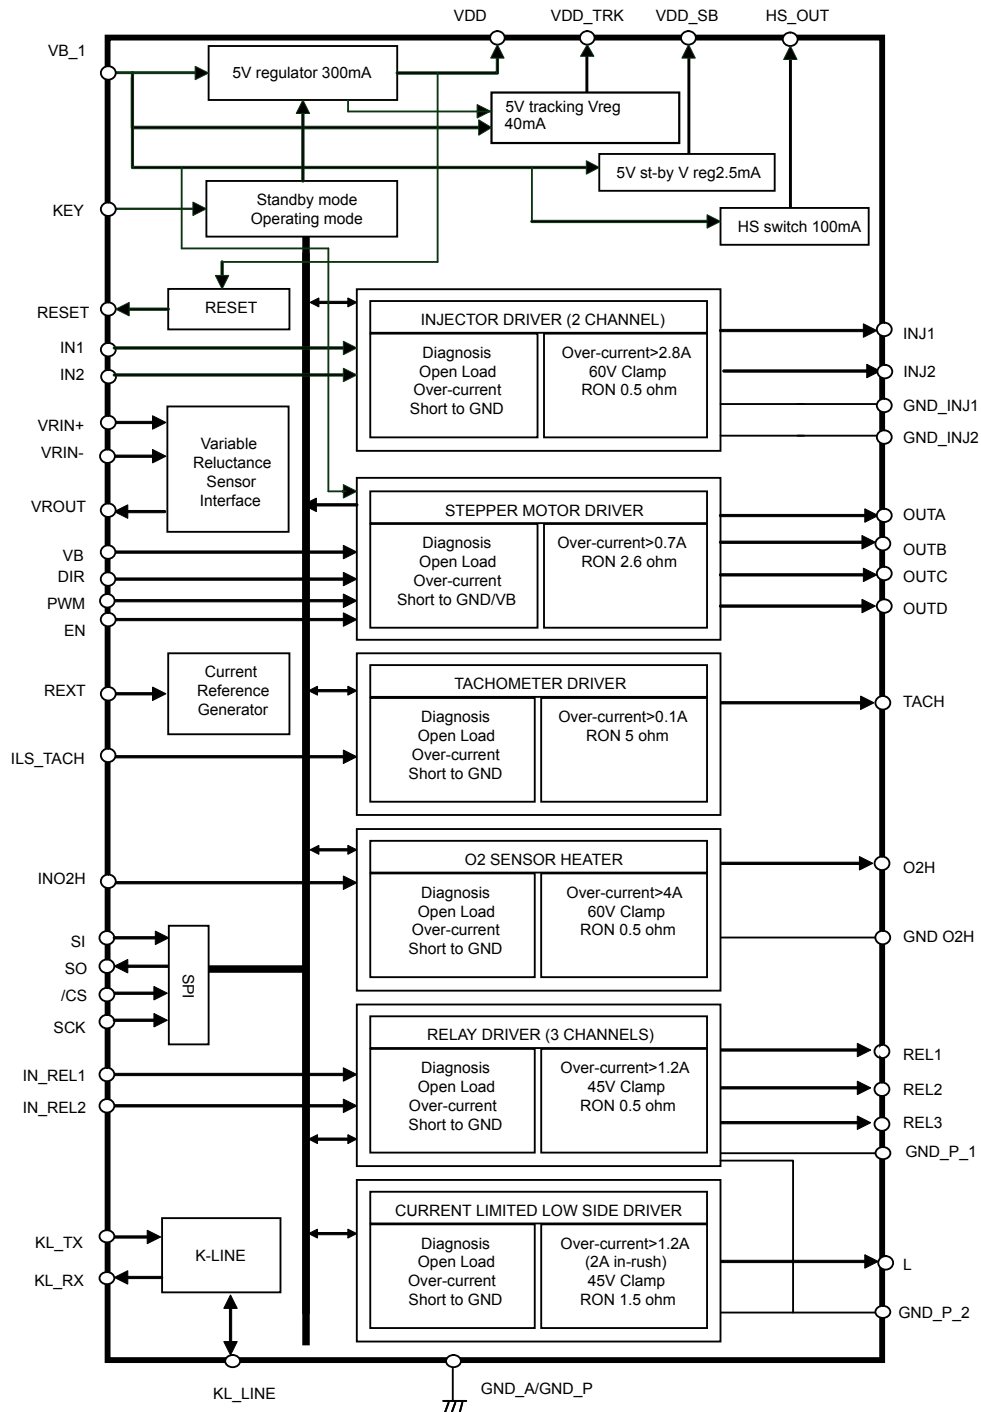 VDD
VDD_TRK
VDD_SB
HS_OUT
VB_1
5V regulator 300mA
5V tracking Vreg
40mA
5V st-by V reg2.5mA
KEY
Standby mode
Operating mode
HS switch 100mA
RESET
RESET
IN1
IN2
INJECTOR DRIVER (2 CHANNEL)
Diagnosis
Open Load
Over-current
Short to GND
Over-current>2.8A
60V Clamp
RON 0.5 ohm
INJ1
INJ2
GND_INJ1
GND_INJ2
VRIN+
VRIN-
VROUT
Variable
Reluctance
Sensor
Interface
VB
DIR
PWM
EN
STEPPER MOTOR DRIVER
Diagnosis
Open Load
Over-current
Short to GND/VB
Over-current>0.7A
RON 2.6 ohm
OUTA
OUTB
OUTC
OUTD
REXT
Current
Reference
Generator
ILS_TACH
TACHOMETER DRIVER
Diagnosis
Open Load
Over-current
Short to GND
Over-current>0.1A
RON 5 ohm
TACH
INO2H
O2 SENSOR HEATER
Diagnosis
Open Load
Over-current
Short to GND
Over-current>4A
60V Clamp
RON 0.5 ohm
O2H
GND O2H
SI
SO
/CS
SCK
SPI
IN_REL1
IN_REL2
RELAY DRIVER (3 CHANNELS)
Diagnosis
Open Load
Over-current
Short to GND
Over-current>1.2A
45V Clamp
RON 0.5 ohm
REL1
REL2
REL3
GND_P_1
KL_TX
KL_RX
K-LINE
CURRENT LIMITED LOW SIDE DRIVER
Diagnosis
Open Load
Over-current
Short to GND
Over-current>1.2A
(2A in-rush)
45V Clamp
RON 1.5 ohm
L
GND_P_2
KL_LINE
GND_A/GND_P